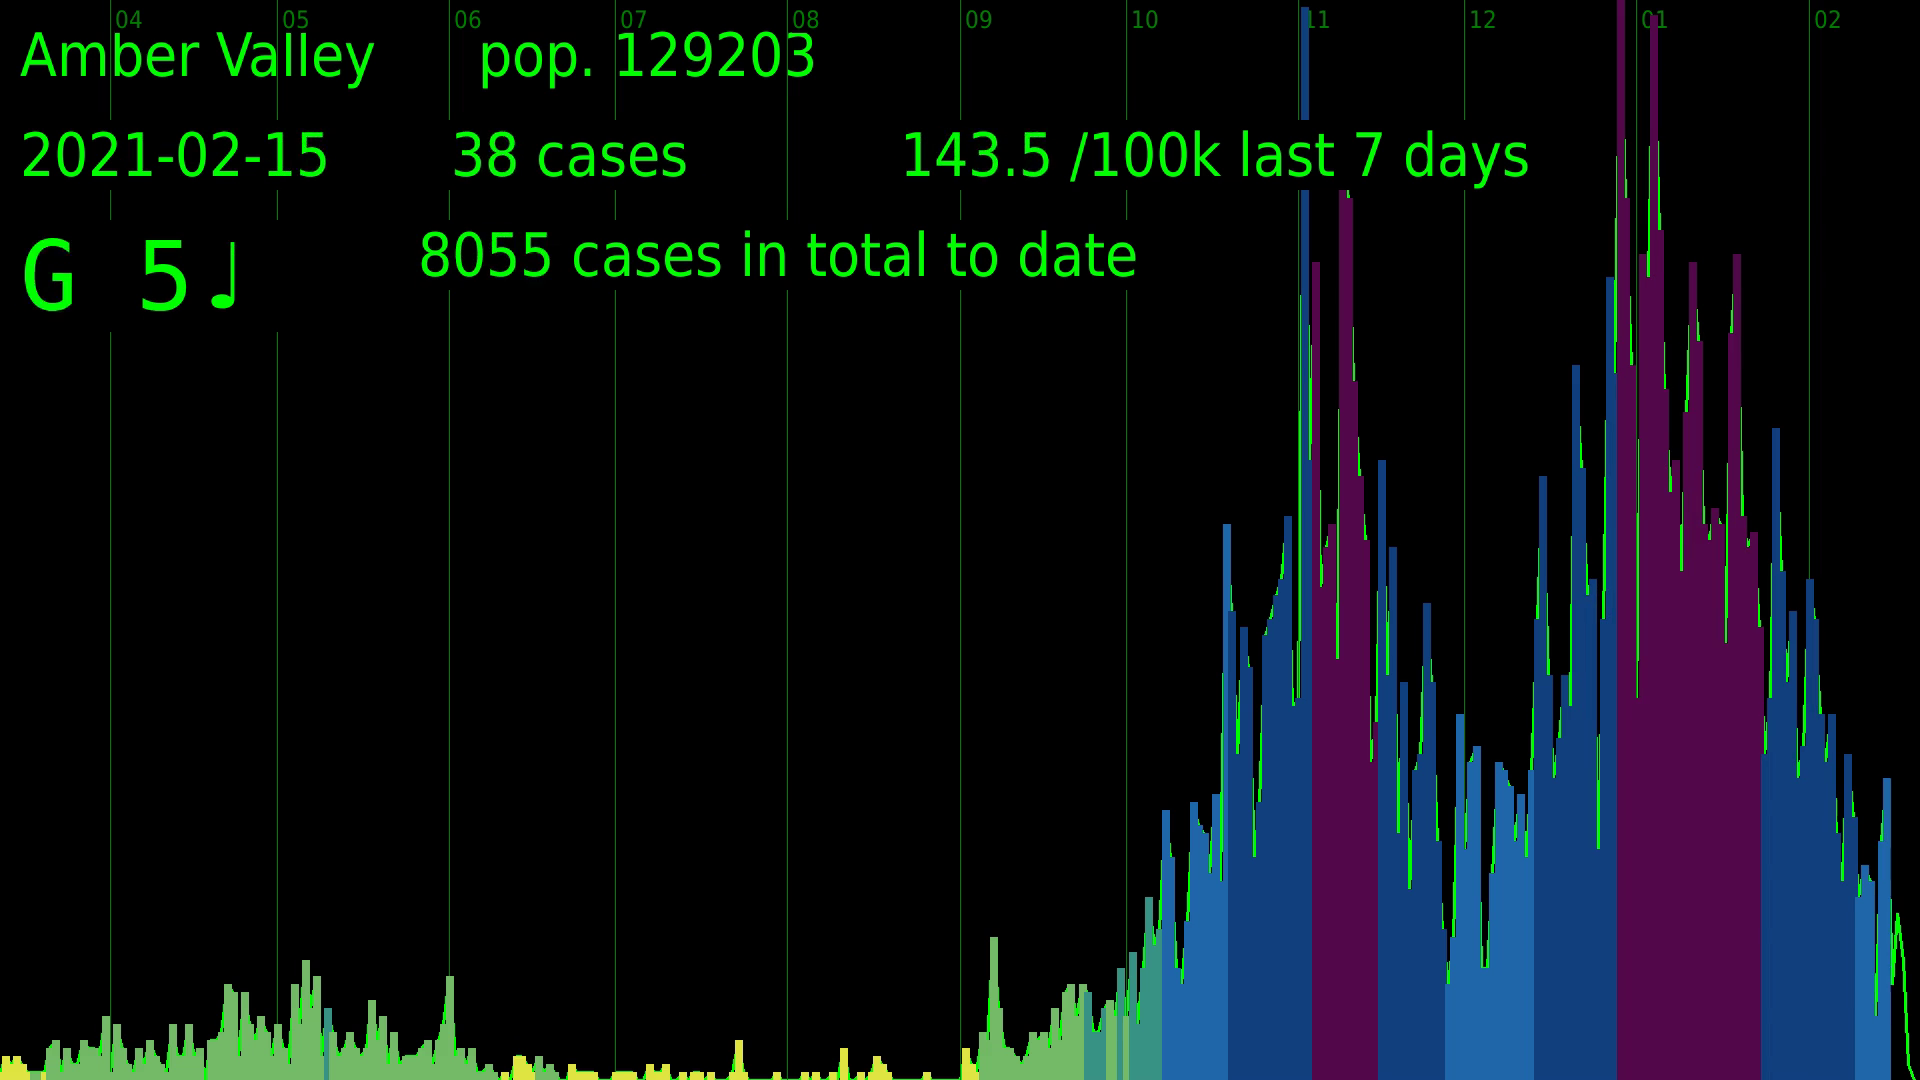 04 05 06 07 08 09 10 11 12 01 02
Amber Valley pop. 129203
2021-02-15 38 cases 143.5 /100k last 7 days
G 5♩ 8055 cases in total to date